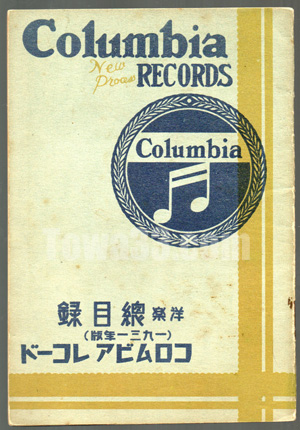 Columbia
New
Process
RECORDS
Columbia
洋楽 總目録
(一九三一年版)
コロムビア レコード